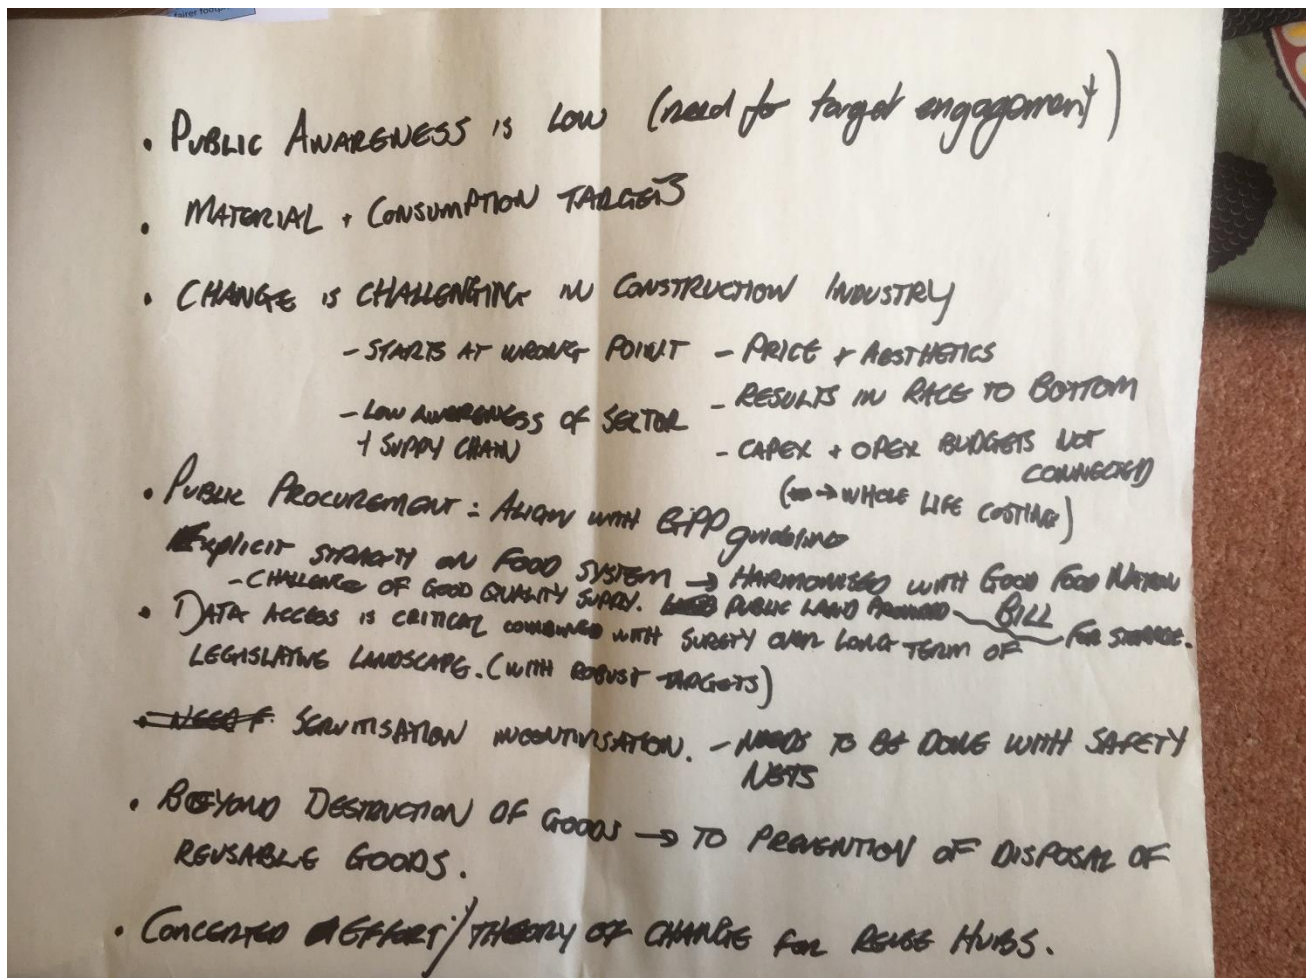 fairer footpr
• PUBLIC AWARENESS IS LOW (need for target engagement)
• MATERIAL + CONSUMPTION TARGETS
• CHANGE IS CHALLENGING IN CONSTRUCTION INDUSTRY
- STARTS AT WRONG POINT - PRICE + AESTHETICS
- RESULTS IN RACE TO BOTTOM
- LOW AWARENESS OF SECTOR
+ SUPPLY CHAIN
- CAPEX + OPEX BUDGETS NOT
CONNECTED
(→ WHOLE LIFE COSTING)
• PUBLIC PROCUREMENT: ALIGN WITH GPP guideline
Explicit STRENGTH ON FOOD SYSTEM → HARMONISED WITH GOOD FOOD NATION
BILL
- CHALLENGE OF GOOD QUALITY SUPPLY. PUBLIC LAND FOR
• DATA ACCESS IS CRITICAL COMBINED WITH SURETY OVER LONG TERM OF
LEGISLATIVE LANDSCAPE. (WITH ROBUST TARGETS)
• SERVITISATION INCENTIVISATION. - NEEDS TO BE DONE WITH SAFETY
NETS
• BEYOND DESTRUCTION OF GOODS → TO PREVENTION OF DISPOSAL OF
REUSABLE GOODS.
• CONCERTED EFFORT/THEORY OF CHANGE FOR REUSE HUBS.